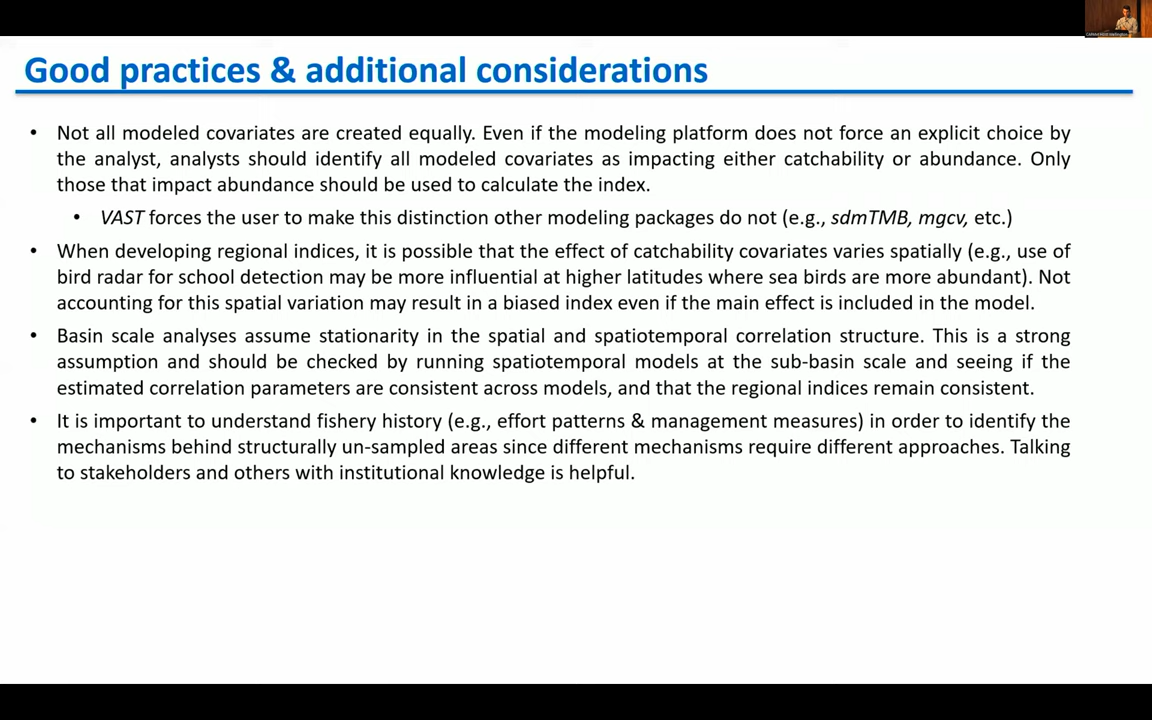 Good practices & additional considerations
• Not all modeled covariates are created equally. Even if the modeling platform does not force an explicit choice by
the analyst, analysts should identify all modeled covariates as impacting either catchability or abundance. Only
those that impact abundance should be used to calculate the index.
• VAST forces the user to make this distinction other modeling packages do not (e.g., sdmTMB, mgcv, etc.)
• When developing regional indices, it is possible that the effect of catchability covariates varies spatially (e.g., use of
bird radar for school detection may be more influential at higher latitudes where sea birds are more abundant). Not
accounting for this spatial variation may result in a biased index even if the main effect is included in the model.
• Basin scale analyses assume stationarity in the spatial and spatiotemporal correlation structure. This is a strong
assumption and should be checked by running spatiotemporal models at the sub-basin scale and seeing if the
estimated correlation parameters are consistent across models, and that the regional indices remain consistent.
• It is important to understand fishery history (e.g., effort patterns & management measures) in order to identify the
mechanisms behind structurally un-sampled areas since different mechanisms require different approaches. Talking
to stakeholders and others with institutional knowledge is helpful.